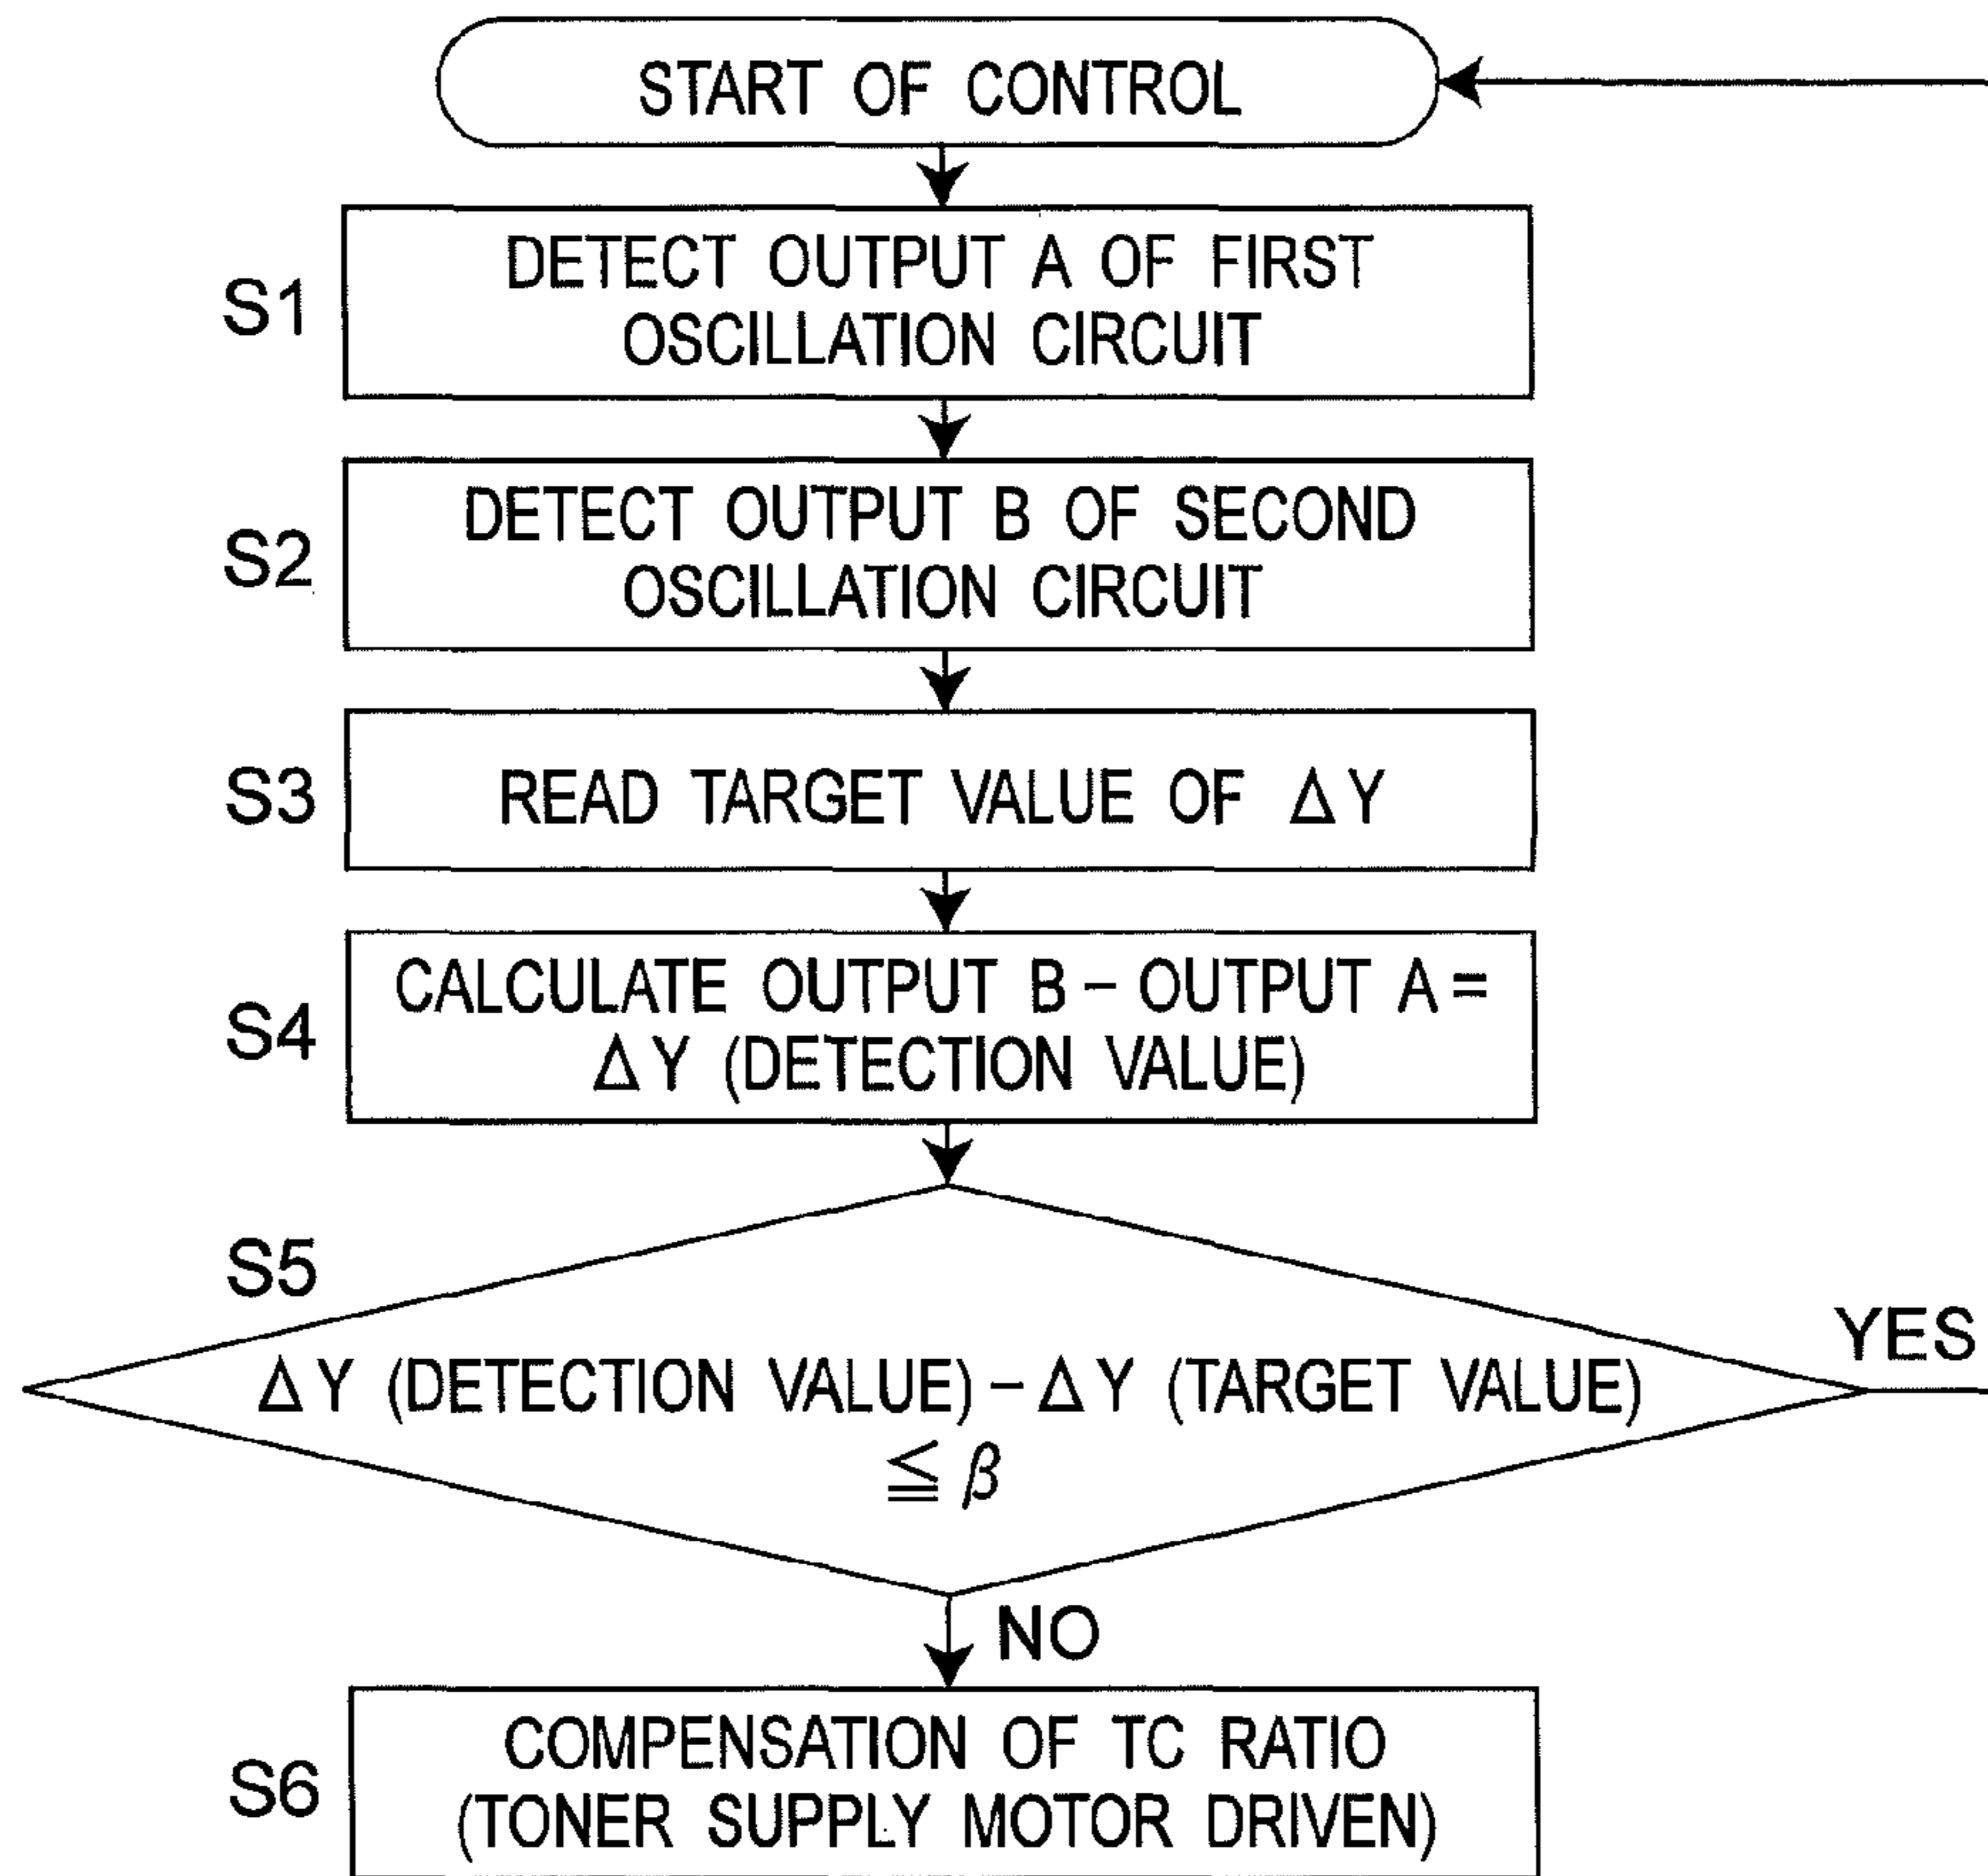 START OF CONTROL
S1
DETECT OUTPUT A OF FIRST
OSCILLATION CIRCUIT
S2
DETECT OUTPUT B OF SECOND
OSCILLATION CIRCUIT
S3
READ TARGET VALUE OF ΔY
S4
CALCULATE OUTPUT B – OUTPUT A =
ΔY (DETECTION VALUE)
S5
ΔY (DETECTION VALUE) – ΔY (TARGET VALUE)
≦ β
YES
NO
S6
COMPENSATION OF TC RATIO
(TONER SUPPLY MOTOR DRIVEN)